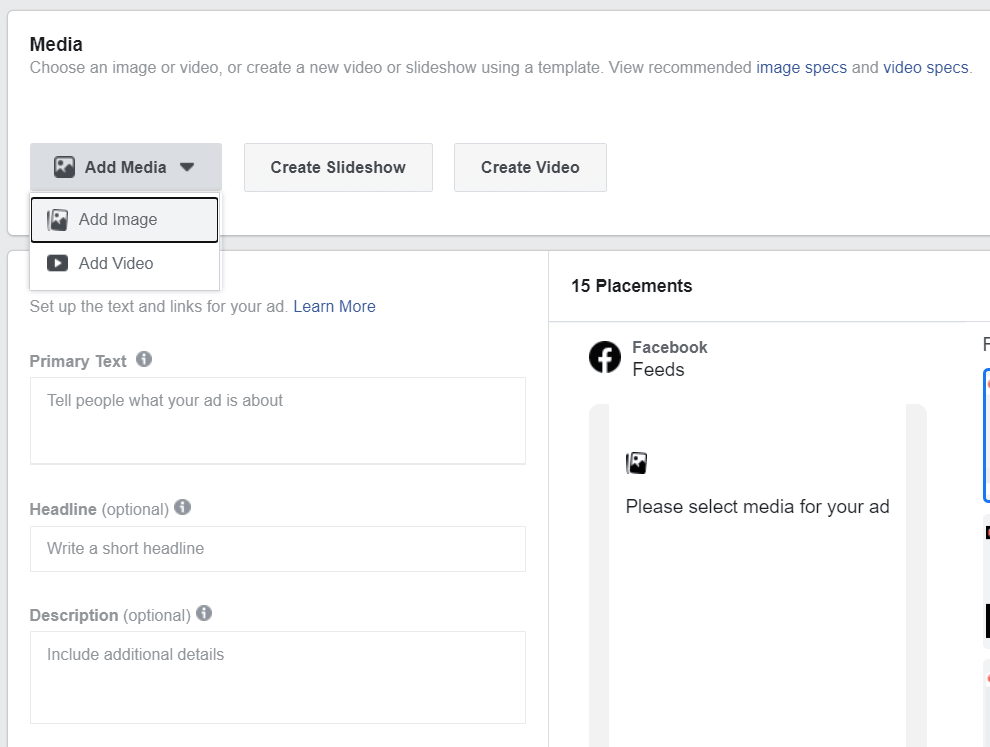 Media
Choose an image or video, or create a new video or slideshow using a template. View recommended image specs and video specs.
Add Media
Create Slideshow
Create Video
Add Image
Add Video
Set up the text and links for your ad. Learn More
Primary Text
Tell people what your ad is about
Headline (optional)
Write a short headline
Description (optional)
Include additional details
15 Placements
Facebook
Feeds
Please select media for your ad